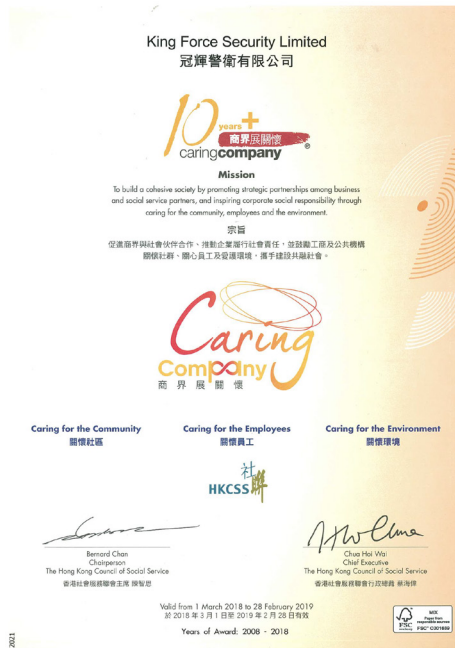 King Force Security Limited
冠輝警衛有限公司
10 years+
商界展關懷
caringcompany®
Mission
To build a cohesive society by promoting strategic partnerships among business
and social service partners, and inspiring corporate social responsibility through
caring for the community, employees and the environment.
宗旨
促進商界與社會伙伴合作、推動企業履行社會責任，並鼓勵工商及公共機構
關懷社群、關心員工及愛護環境，攜手建設共融社會。
Caring
Company
商界展關懷
Caring for the Community
關懷社區
Caring for the Employees
關懷員工
Caring for the Environment
關懷環境
社聯
HKCSS
Bernard Chan
Chairperson
The Hong Kong Council of Social Service
香港社會服務聯會主席 陳智思
Chua Hoi Wai
Chief Executive
The Hong Kong Council of Social Service
香港社會服務聯會行政總裁 蔡海偉
Valid from 1 March 2018 to 28 February 2019
於 2018 年 3 月 1 日至 2019 年 2 月 28 日有效
Years of Award: 2008 - 2018
2021
FSC
MIX
Paper from
responsible sources